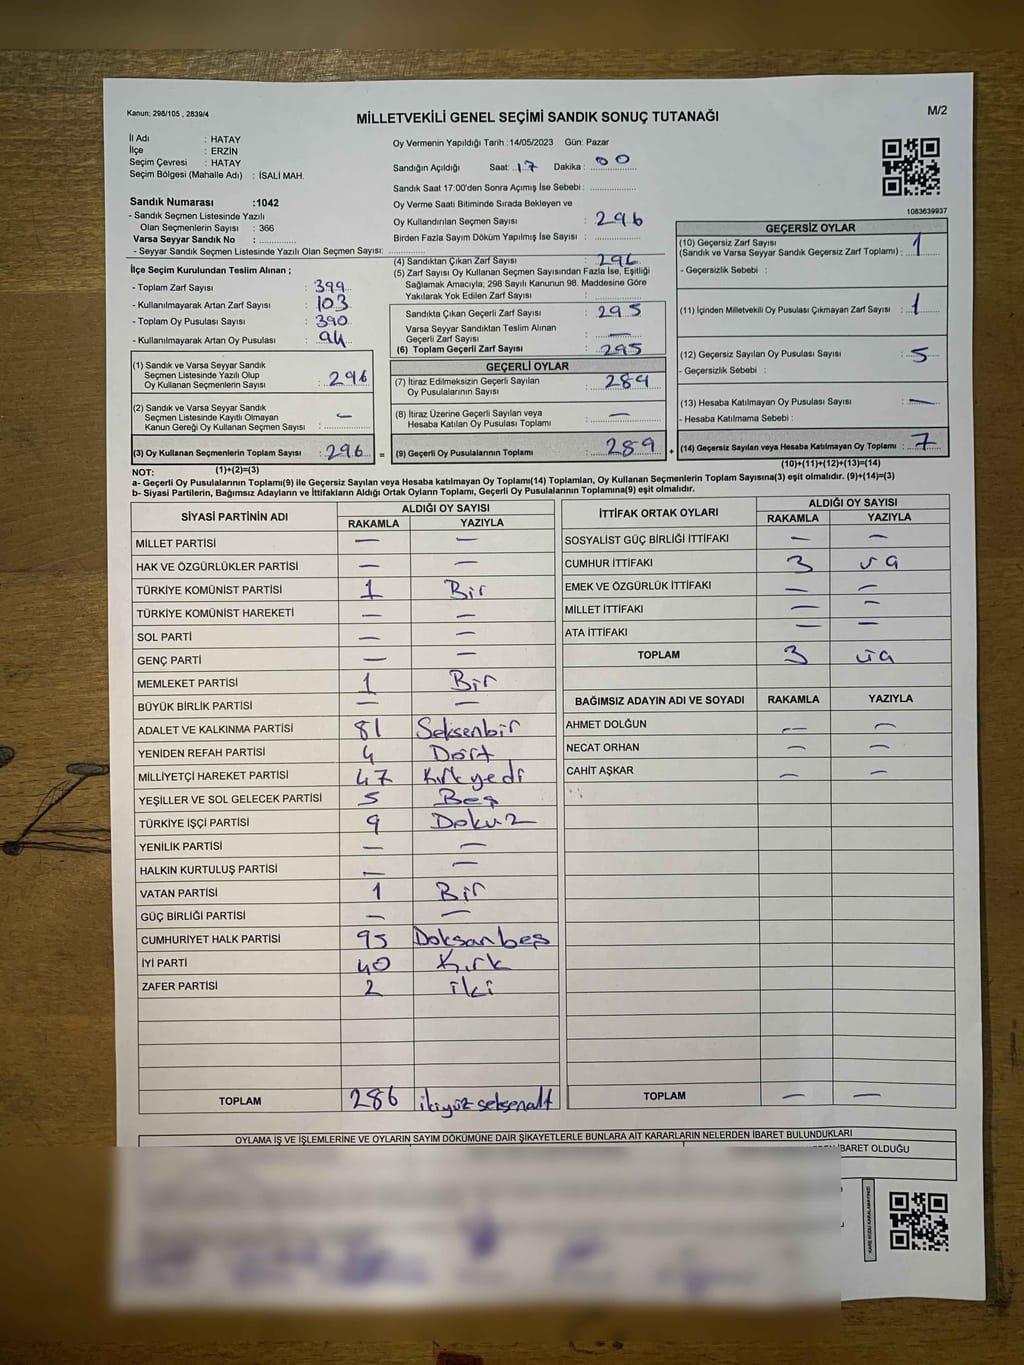 Kanun; 298/105 , 2839/4
MİLLETVEKİLİ GENEL SEÇİMİ SANDIK SONUÇ TUTANAĞI
M/2
İl Adı : HATAY
İlçe : ERZİN
Seçim Çevresi : HATAY
Seçim Bölgesi (Mahalle Adı) : İSALİ MAH.
Oy Vermenin Yapıldığı Tarih :14/05/2023 Gün: Pazar
Sandığın Açıldığı Saat: 17 Dakika : 00
Sandık Saat 17:00'den Sonra Açımış İse Sebebi :
Oy Verme Saati Bitiminde Sırada Bekleyen ve
Oy Kullandırılan Seçmen Sayısı : 296
Birden Fazla Sayım Döküm Yapılmış İse Sayısı :
1083639937
Sandık Numarası :1042
- Sandık Seçmen Listesinde Yazılı
Olan Seçmenlerin Sayısı : 366
Varsa Seyyar Sandık No :
- Seyyar Sandık Seçmen Listesinde Yazılı Olan Seçmen Sayısı:
İlçe Seçim Kurulundan Teslim Alınan ;
- Toplam Zarf Sayısı : 399
- Kullanılmayarak Artan Zarf Sayısı : 103
- Toplam Oy Pusulası Sayısı : 390
- Kullanılmayarak Artan Oy Pusulası : 94
(1) Sandık ve Varsa Seyyar Sandık
Seçmen Listesinde Yazılı Olup
Oy Kullanan Seçmenlerin Sayısı : 296
(2) Sandık ve Varsa Seyyar Sandık
Seçmen Listesinde Kayıtlı Olmayan
Kanun Gereği Oy Kullanan Seçmen Sayısı : —
(3) Oy Kullanan Seçmenlerin Toplam Sayısı : 296 =
(1)+(2)=(3)
(4) Sandıktan Çıkan Zarf Sayısı : 296
(5) Zarf Sayısı Oy Kullanan Seçmen Sayısından Fazla İse, Eşitliği
Sağlamak Amacıyla; 298 Sayılı Kanunun 98. Maddesine Göre
Yakılarak Yok Edilen Zarf Sayısı :
Sandıkta Çıkan Geçerli Zarf Sayısı : 295
Varsa Seyyar Sandıktan Teslim Alınan
Geçerli Zarf Sayısı : —
(6) Toplam Geçerli Zarf Sayısı : 295
GEÇERLİ OYLAR
(7) İtiraz Edilmeksizin Geçerli Sayılan
Oy Pusulalarının Sayısı : 289
(8) İtiraz Üzerine Geçerli Sayılan veya
Hesaba Katılan Oy Pusulası Toplamı : —
(9) Geçerli Oy Pusulalarının Toplamı : 289 +
GEÇERSİZ OYLAR
(10) Geçersiz Zarf Sayısı
(Sandık ve Varsa Seyyar Sandık Geçersiz Zarf Toplamı) : 1
- Geçersizlik Sebebi :
(11) İçinden Milletvekili Oy Pusulası Çıkmayan Zarf Sayısı : 1
(12) Geçersiz Sayılan Oy Pusulası Sayısı : 5
- Geçersizlik Sebebi :
(13) Hesaba Katılmayan Oy Pusulası Sayısı : —
- Hesaba Katılmama Sebebi :
(14) Geçersiz Sayılan veya Hesaba Katılmayan Oy Toplamı : 7
(10)+(11)+(12)+(13)=(14)
NOT:
a- Geçerli Oy Pusulalarının Toplamı(9) ile Geçersiz Sayılan veya hesaba katılmayan Oy Toplamı(14) Toplamları, Oy Kullanan Seçmenlerin Toplam Sayısına(3) eşit olmalıdır. (9)+(14)=(3)
b- Siyasi Partilerin, Bağımsız Adayların ve İttifakların Aldığı Ortak Oyların Toplamı, Geçerli Oy Pusulalarının Toplamına(9) eşit olmalıdır.
SİYASİ PARTİNİN ADI ALDIĞI OY SAYISI
RAKAMLA YAZIYLA
MİLLET PARTİSİ — —
HAK VE ÖZGÜRLÜKLER PARTİSİ — —
TÜRKİYE KOMÜNİST PARTİSİ 1 Bir
TÜRKİYE KOMÜNİST HAREKETİ — —
SOL PARTİ — —
GENÇ PARTİ — —
MEMLEKET PARTİSİ 1 Bir
BÜYÜK BİRLİK PARTİSİ — —
ADALET VE KALKINMA PARTİSİ 81 Seksenbir
YENİDEN REFAH PARTİSİ 4 Dört
MİLLİYETÇİ HAREKET PARTİSİ 47 Kırkyedi
YEŞİLLER VE SOL GELECEK PARTİSİ 5 Beş
TÜRKİYE İŞÇİ PARTİSİ 9 Dokuz
YENİLİK PARTİSİ — —
HALKIN KURTULUŞ PARTİSİ — —
VATAN PARTİSİ 1 Bir
GÜÇ BİRLİĞİ PARTİSİ — —
CUMHURİYET HALK PARTİSİ 95 Doksanbeş
İYİ PARTİ 40 Kırk
ZAFER PARTİSİ 2 iki
TOPLAM 286 ikiyüzseksenaltı
İTTİFAK ORTAK OYLARI ALDIĞI OY SAYISI
RAKAMLA YAZIYLA
SOSYALİST GÜÇ BİRLİĞİ İTTİFAKI — —
CUMHUR İTTİFAKI 3 üç
EMEK VE ÖZGÜRLÜK İTTİFAKI — —
MİLLET İTTİFAKI — —
ATA İTTİFAKI — —
TOPLAM 3 üç
BAĞIMSIZ ADAYIN ADI VE SOYADI RAKAMLA YAZIYLA
AHMET DOLĞUN — —
NECAT ORHAN — —
CAHİT AŞKAR — —
TOPLAM — —
OYLAMA İŞ VE İŞLEMLERİNE VE OYLARIN SAYIM DÖKÜMÜNE DAİR ŞİKAYETLERLE BUNLARA AİT KARARLARIN NELERDEN İBARET BULUNDUKLARI
İBARET OLDUĞU